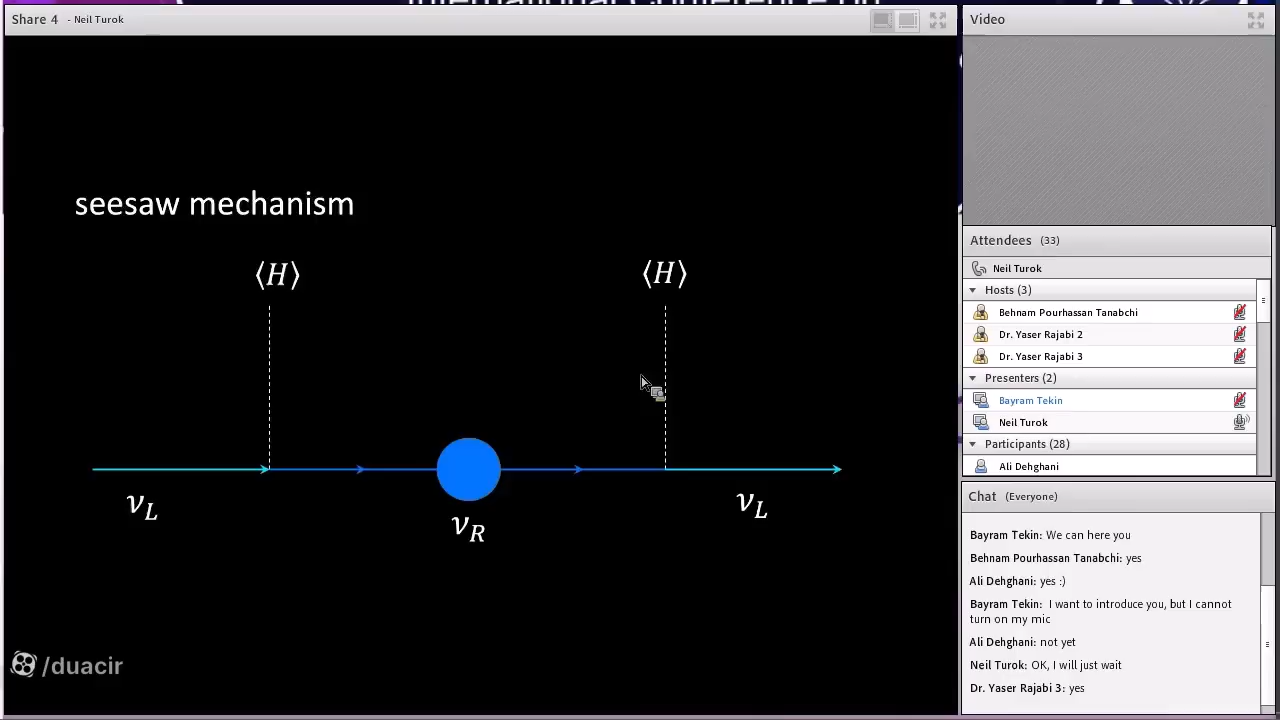 International Conference on
Share 4 - Neil Turok
seesaw mechanism
⟨H⟩
⟨H⟩
ν_L
ν_R
ν_L
/duacir
Video
Attendees (33)
Neil Turok
Hosts (3)
Behnam Pourhassan Tanabchi
Dr. Yaser Rajabi 2
Dr. Yaser Rajabi 3
Presenters (2)
Bayram Tekin
Neil Turok
Participants (28)
Ali Dehghani
Chat (Everyone)
Bayram Tekin: We can here you
Behnam Pourhassan Tanabchi: yes
Ali Dehghani: yes :)
Bayram Tekin: I want to introduce you, but I cannot
turn on my mic
Ali Dehghani: not yet
Neil Turok: OK, I will just wait
Dr. Yaser Rajabi 3: yes